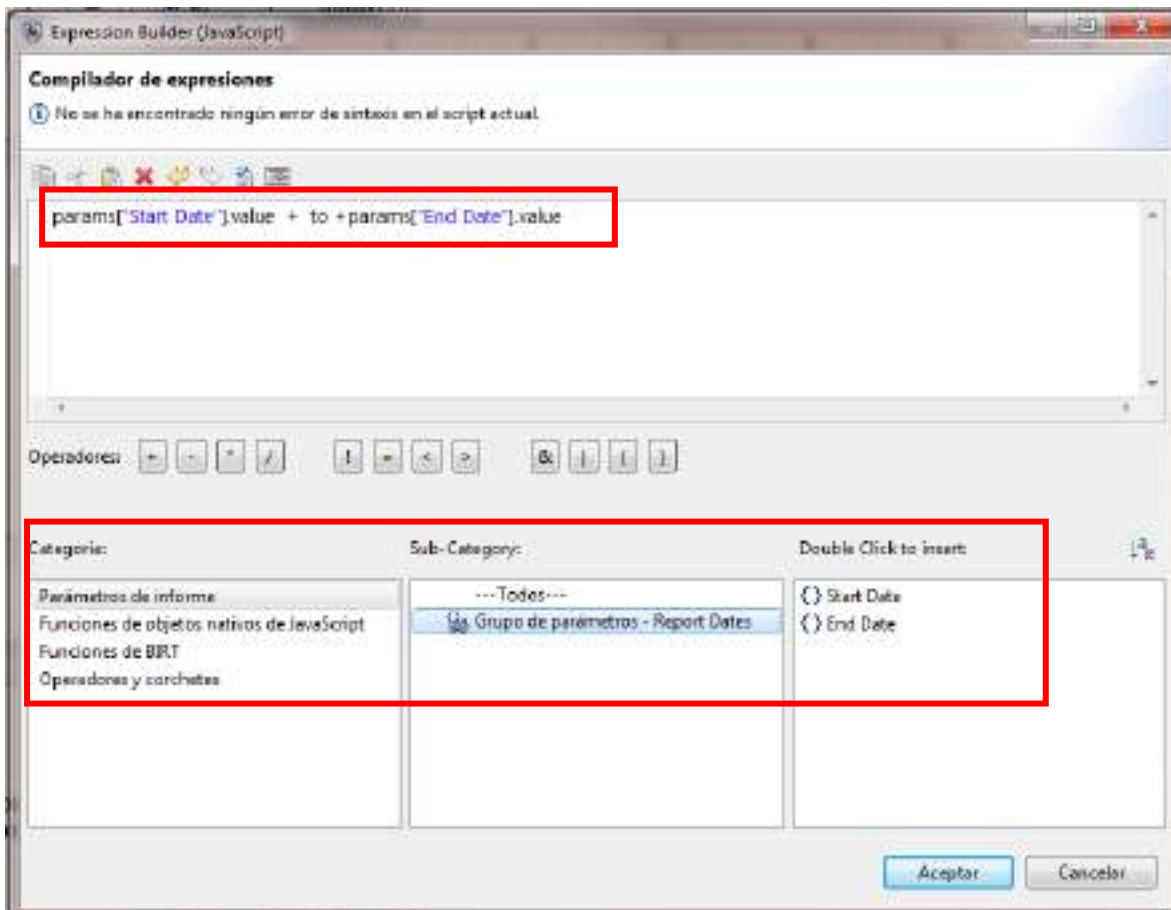 Expression Builder (JavaScript)
Compilador de expresiones
No se ha encontrado ningún error de sintaxis en el script actual.
params["Start Date"].value + to +params["End Date"].value
Operadores: + - * / ! = < > & | ( )
Categoría: Sub-Category: Double Click to insert:
Parámetros de informe ---Todos--- {} Start Date
Funciones de objetos nativos de JavaScript Grupo de parámetros - Report Dates {} End Date
Funciones de BIRT
Operadores y corchetes
Aceptar Cancelar